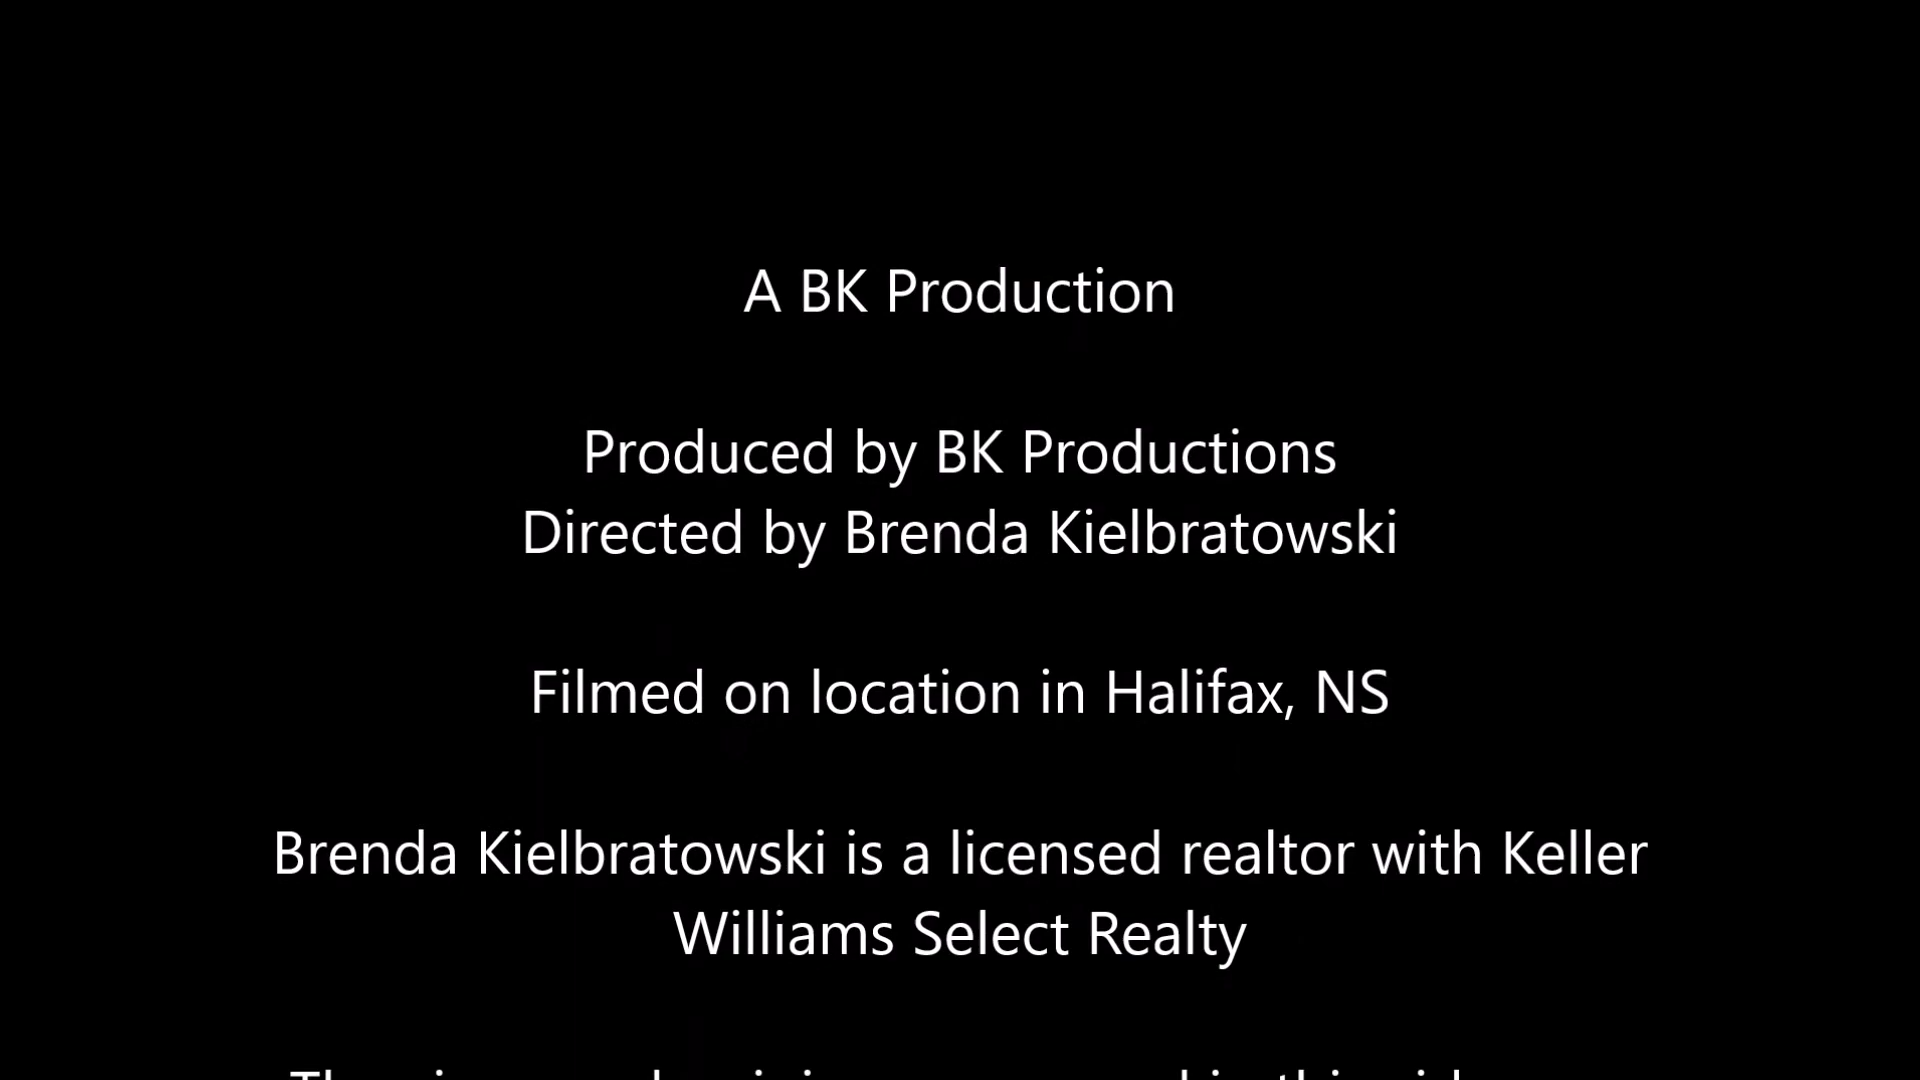 A BK Production
Produced by BK Productions
Directed by Brenda Kielbratowski
Filmed on location in Halifax, NS
Brenda Kielbratowski is a licensed realtor with Keller
Williams Select Realty